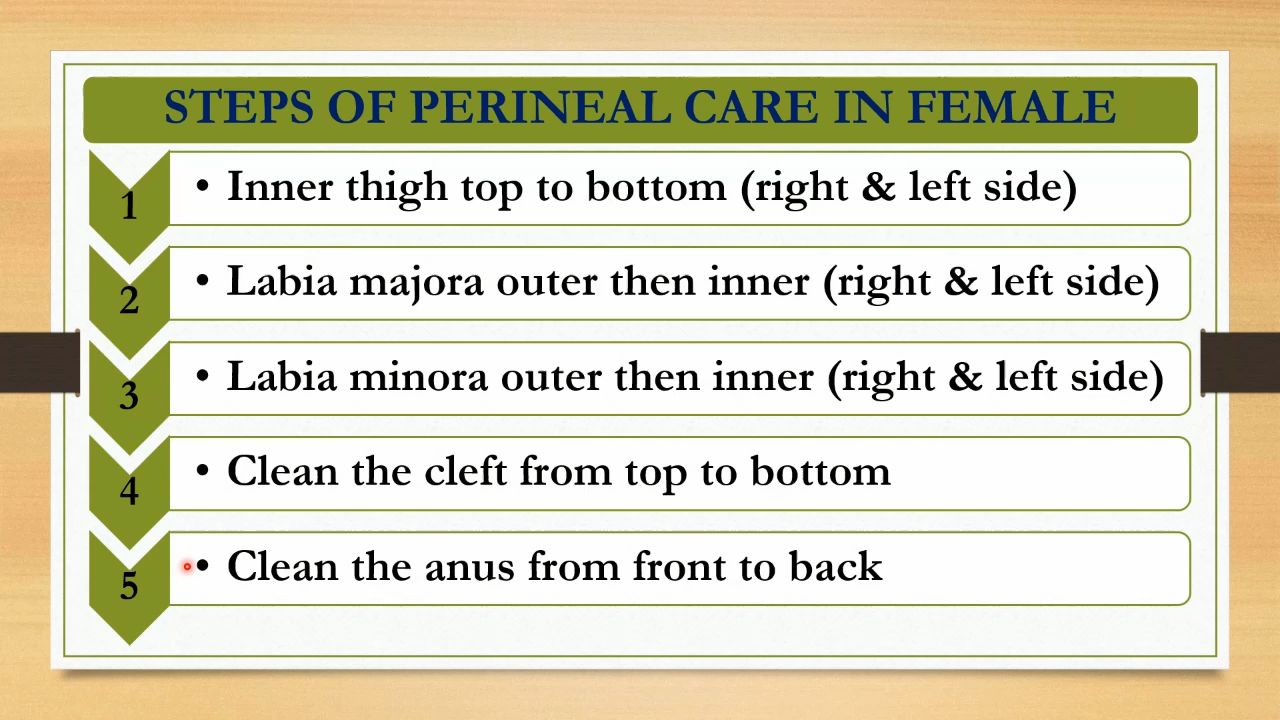 STEPS OF PERINEAL CARE IN FEMALE
1 • Inner thigh top to bottom (right & left side)
2 • Labia majora outer then inner (right & left side)
3 • Labia minora outer then inner (right & left side)
4 • Clean the cleft from top to bottom
5 • Clean the anus from front to back